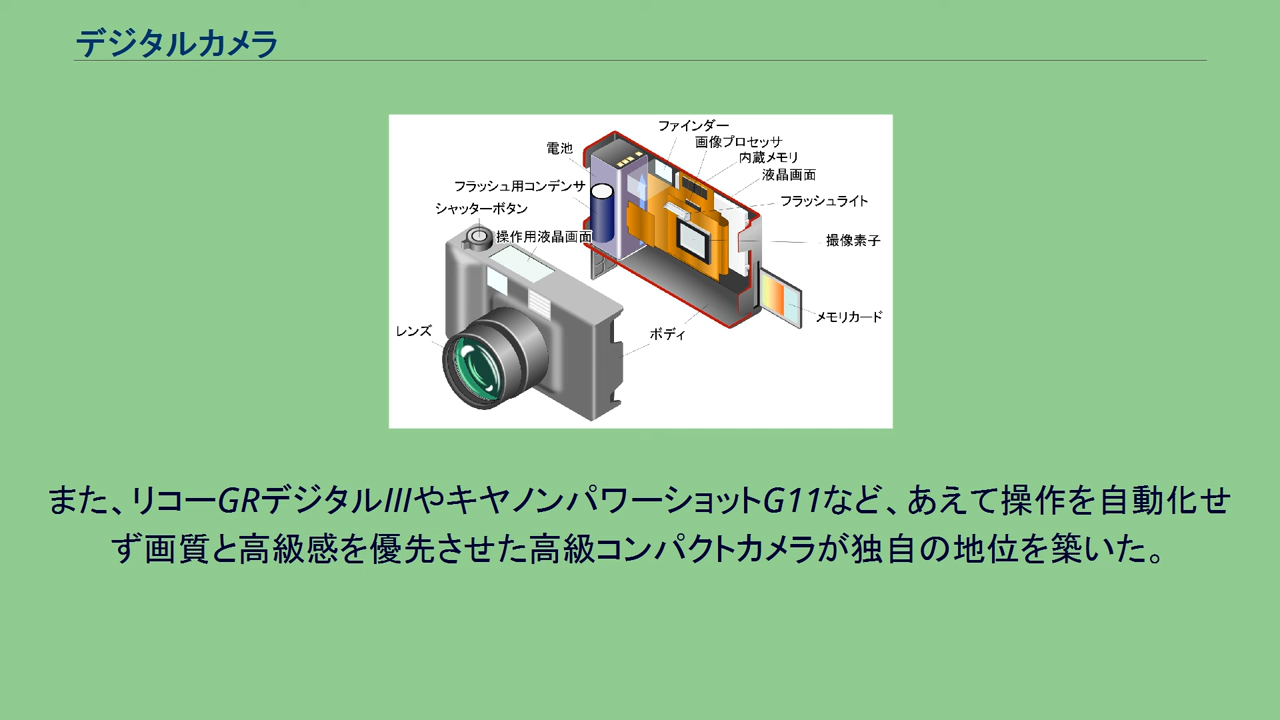 デジタルカメラ
ファインダー
画像プロセッサ
電池
内蔵メモリ
液晶画面
フラッシュ用コンデンサ
フラッシュライト
シャッターボタン
操作用液晶画面
撮像素子
メモリカード
レンズ
ボディ
また、リコーGRデジタルIIIやキヤノンパワーショットG11など、あえて操作を自動化せ
ず画質と高級感を優先させた高級コンパクトカメラが独自の地位を築いた。